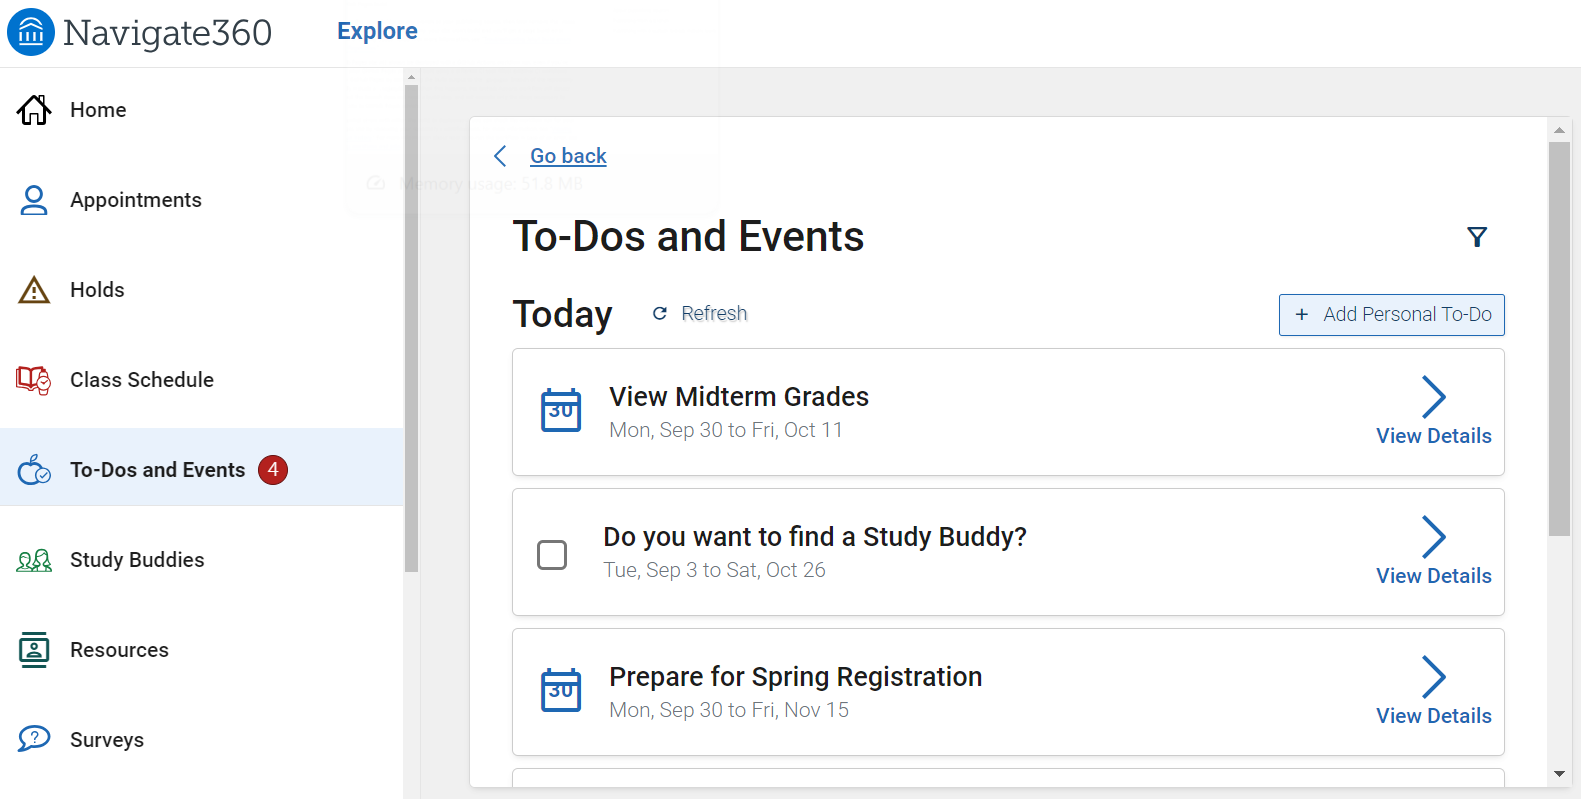 Navigate360
Explore
Home
Appointments
Holds
Class Schedule
To-Dos and Events 4
Study Buddies
Resources
Surveys
Go back
Memory usage: 51.8 MB
To-Dos and Events
Today
Refresh
+ Add Personal To-Do
30
View Midterm Grades
Mon, Sep 30 to Fri, Oct 11
View Details
Do you want to find a Study Buddy?
Tue, Sep 3 to Sat, Oct 26
View Details
30
Prepare for Spring Registration
Mon, Sep 30 to Fri, Nov 15
View Details